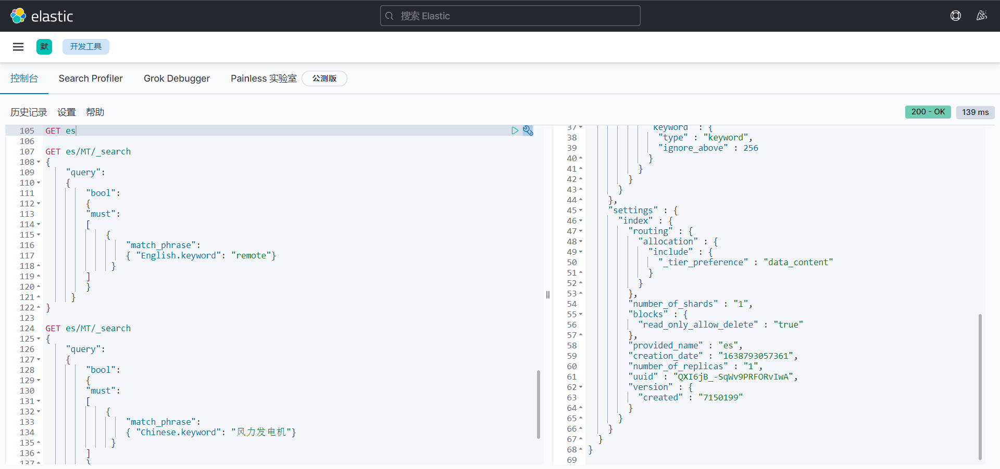 elastic
搜索 Elastic
默
开发工具
控制台 Search Profiler Grok Debugger Painless 实验室 公测版
历史记录 设置 帮助
200 - OK 139 ms
105 GET es
106
107 GET es/MT/_search
108 {
109 "query":
110 {
111 "bool":
112 {
113 "must":
114 [
115 {
116 "match_phrase":
117 { "English.keyword": "remote"}
118 }
119 ]
120 }
121 }
122 }
123
124 GET es/MT/_search
125 {
126 "query":
127 {
128 "bool":
129 {
130 "must":
131 [
132 {
133 "match_phrase":
134 { "Chinese.keyword": "风力发电机"}
135 }
136 ]
137 }
37 "keyword" : {
38 "type" : "keyword",
39 "ignore_above" : 256
40 }
41 }
42 }
43 }
44 },
45 "settings" : {
46 "index" : {
47 "routing" : {
48 "allocation" : {
49 "include" : {
50 "_tier_preference" : "data_content"
51 }
52 }
53 },
54 "number_of_shards" : "1",
55 "blocks" : {
56 "read_only_allow_delete" : "true"
57 },
58 "provided_name" : "es",
59 "creation_date" : "1638793057361",
60 "number_of_replicas" : "1",
61 "uuid" : "QXI6jB_-SqWv9PRFORvIwA",
62 "version" : {
63 "created" : "7150199"
64 }
65 }
66 }
67 }
68 }
69